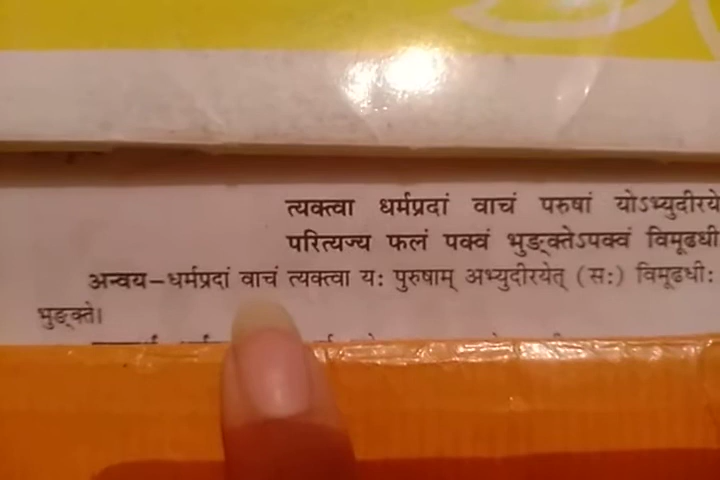 त्यक्त्वा धर्मप्रदां वाचं परुषां योऽभ्युदीरये
परित्यज्य फलं पक्वं भुङ्क्तेऽपक्वं विमूढधी
अन्वय–धर्मप्रदां वाचं त्यक्त्वा यः पुरुषाम् अभ्युदीरयेत् (सः) विमूढधीः
भुङ्क्ते।